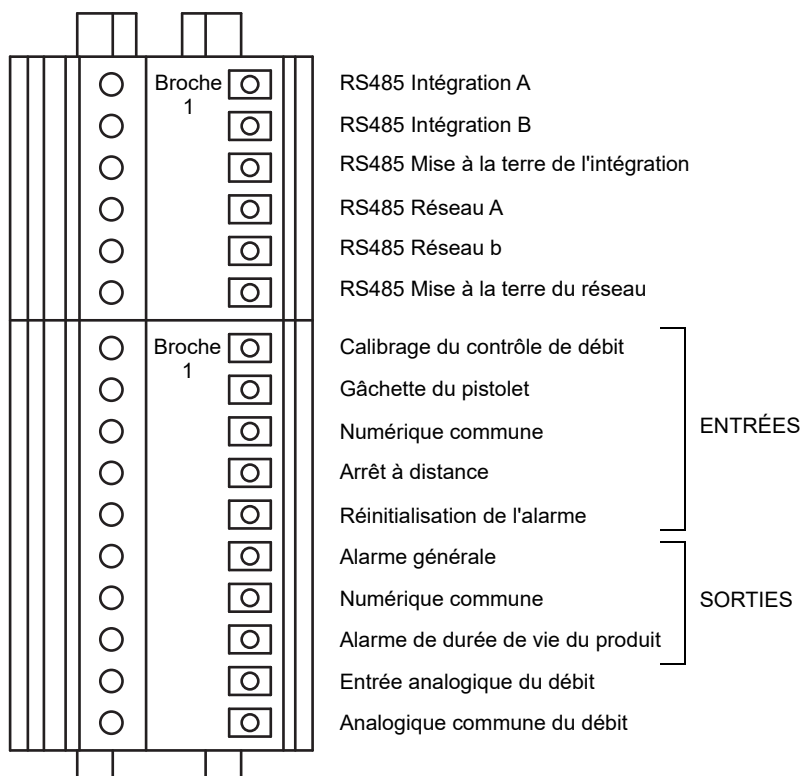 Broche
1
RS485 Intégration A
RS485 Intégration B
RS485 Mise à la terre de l'intégration
RS485 Réseau A
RS485 Réseau b
RS485 Mise à la terre du réseau
Broche
1
Calibrage du contrôle de débit
Gâchette du pistolet
Numérique commune
Arrêt à distance
Réinitialisation de l'alarme
ENTRÉES
Alarme générale
Numérique commune
Alarme de durée de vie du produit
SORTIES
Entrée analogique du débit
Analogique commune du débit